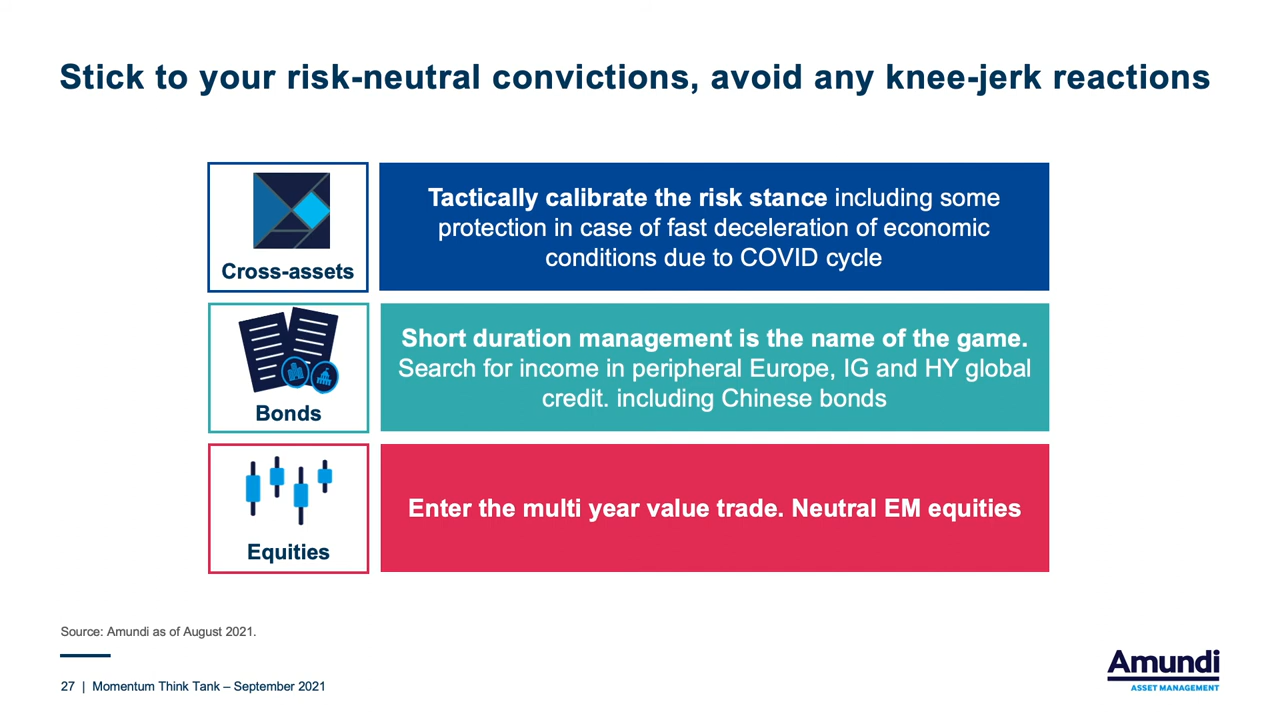 Stick to your risk-neutral convictions, avoid any knee-jerk reactions
Cross-assets
Tactically calibrate the risk stance including some
protection in case of fast deceleration of economic
conditions due to COVID cycle
Bonds
Short duration management is the name of the game.
Search for income in peripheral Europe, IG and HY global
credit. including Chinese bonds
Equities
Enter the multi year value trade. Neutral EM equities
Source: Amundi as of August 2021.
27 | Momentum Think Tank – September 2021
Amundi
ASSET MANAGEMENT